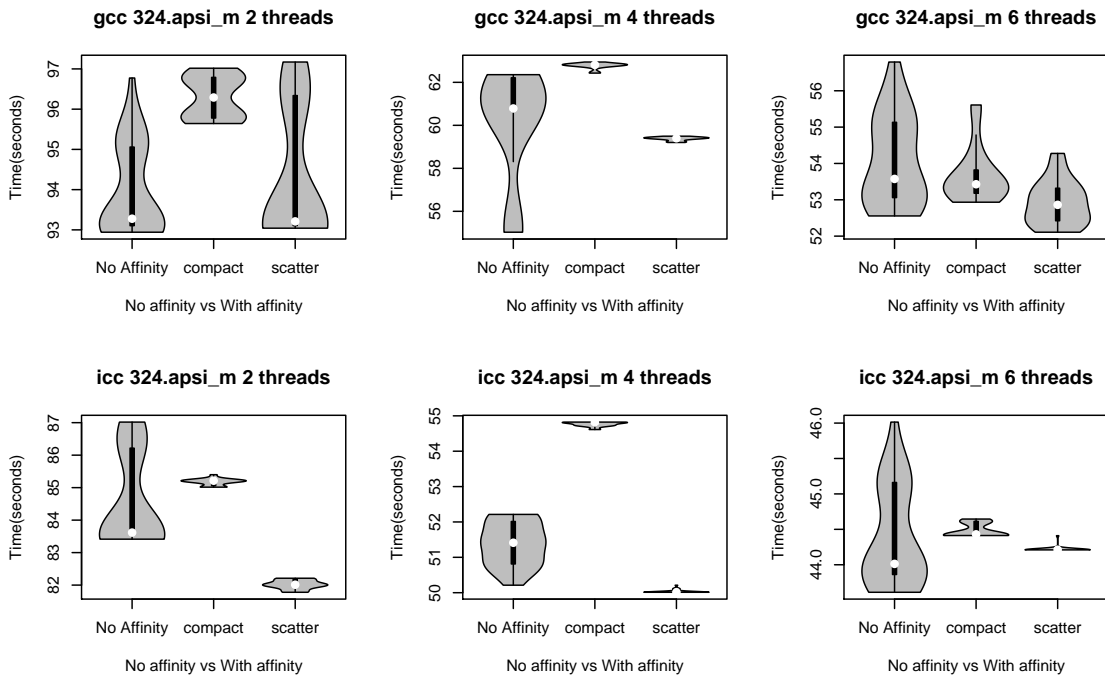 gcc 324.apsi_m 2 threads
Time(seconds)
97
96
95
94
93
No Affinity compact scatter
No affinity vs With affinity
gcc 324.apsi_m 4 threads
Time(seconds)
62
60
58
56
No Affinity compact scatter
No affinity vs With affinity
gcc 324.apsi_m 6 threads
Time(seconds)
56
55
54
53
52
No Affinity compact scatter
No affinity vs With affinity
icc 324.apsi_m 2 threads
Time(seconds)
87
86
85
84
83
82
No Affinity compact scatter
No affinity vs With affinity
icc 324.apsi_m 4 threads
Time(seconds)
55
54
53
52
51
50
No Affinity compact scatter
No affinity vs With affinity
icc 324.apsi_m 6 threads
Time(seconds)
46.0
45.0
44.0
No Affinity compact scatter
No affinity vs With affinity